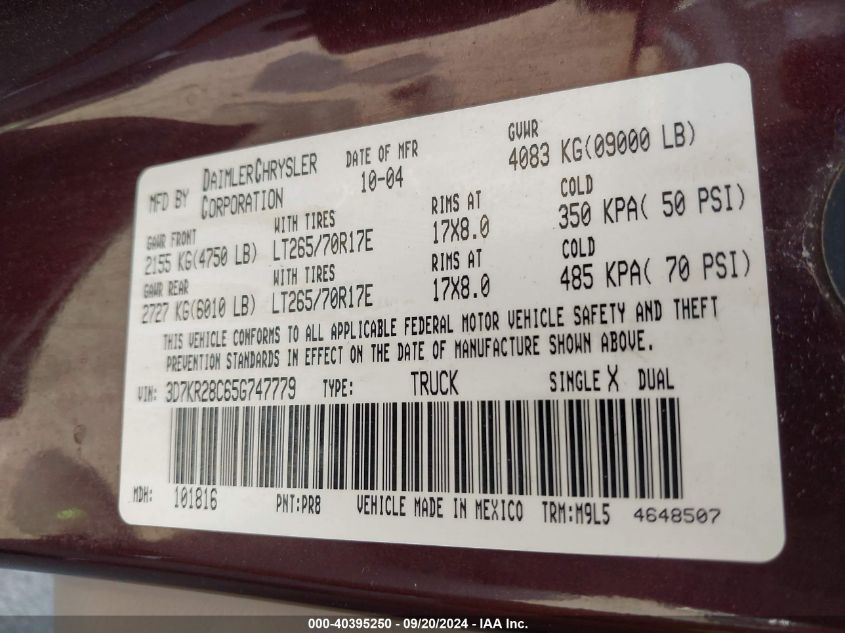 MFD BY DAIMLERCHRYSLER CORPORATION DATE OF MFR 10-04 GVWR 4083 KG(09000 LB)
GAWR FRONT WITH TIRES RIMS AT COLD
2155 KG(4750 LB) LT265/70R17E 17X8.0 350 KPA( 50 PSI)
GAWR REAR WITH TIRES RIMS AT COLD
2727 KG(6010 LB) LT265/70R17E 17X8.0 485 KPA( 70 PSI)
THIS VEHICLE CONFORMS TO ALL APPLICABLE FEDERAL MOTOR VEHICLE SAFETY AND THEFT
PREVENTION STANDARDS IN EFFECT ON THE DATE OF MANUFACTURE SHOWN ABOVE.
VIN: 3D7KR28C65G747779 TYPE: TRUCK SINGLE X DUAL
MDH: 101816 PNT:PR8 VEHICLE MADE IN MEXICO TRM:M9L5 4648507
000-40395250 - 09/20/2024 - IAA Inc.